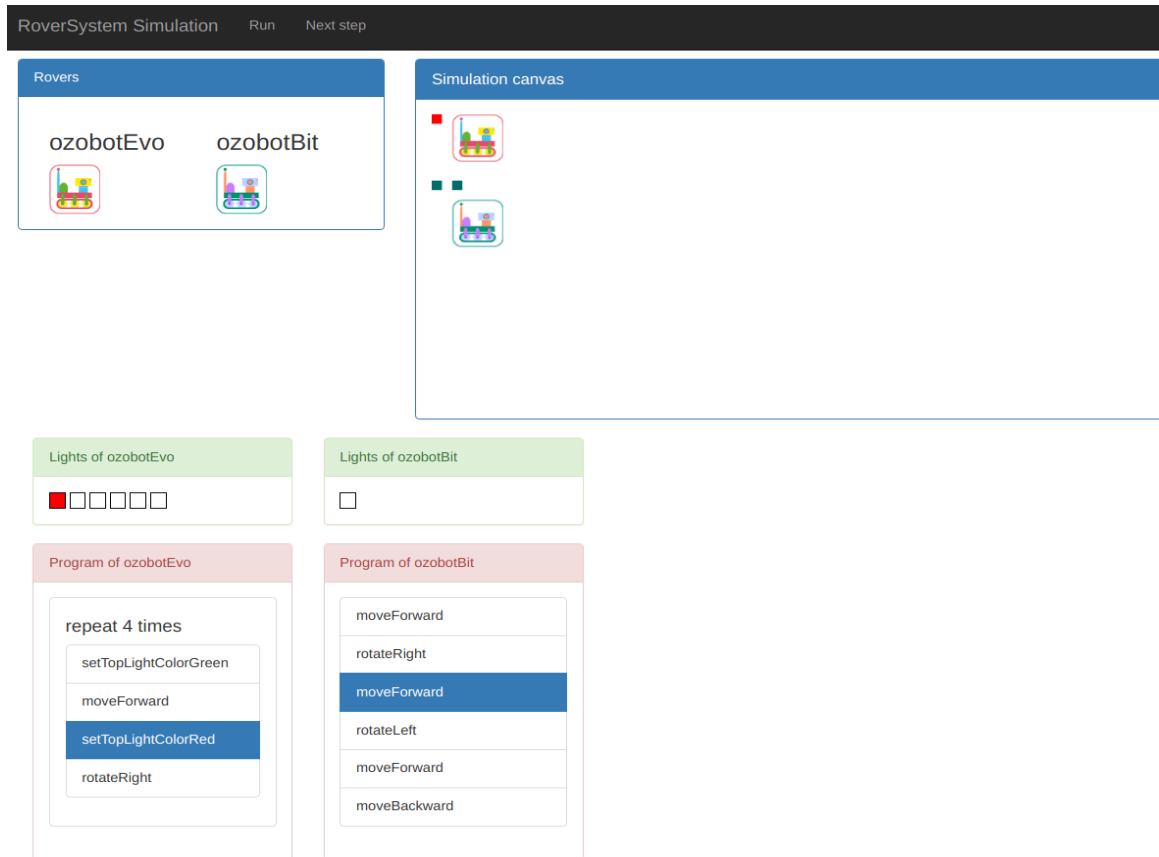 RoverSystem Simulation Run Next step
Rovers
ozobotEvo ozobotBit
Simulation canvas
Lights of ozobotEvo
Lights of ozobotBit
Program of ozobotEvo
repeat 4 times
setTopLightColorGreen
moveForward
setTopLightColorRed
rotateRight
Program of ozobotBit
moveForward
rotateRight
moveForward
rotateLeft
moveForward
moveBackward